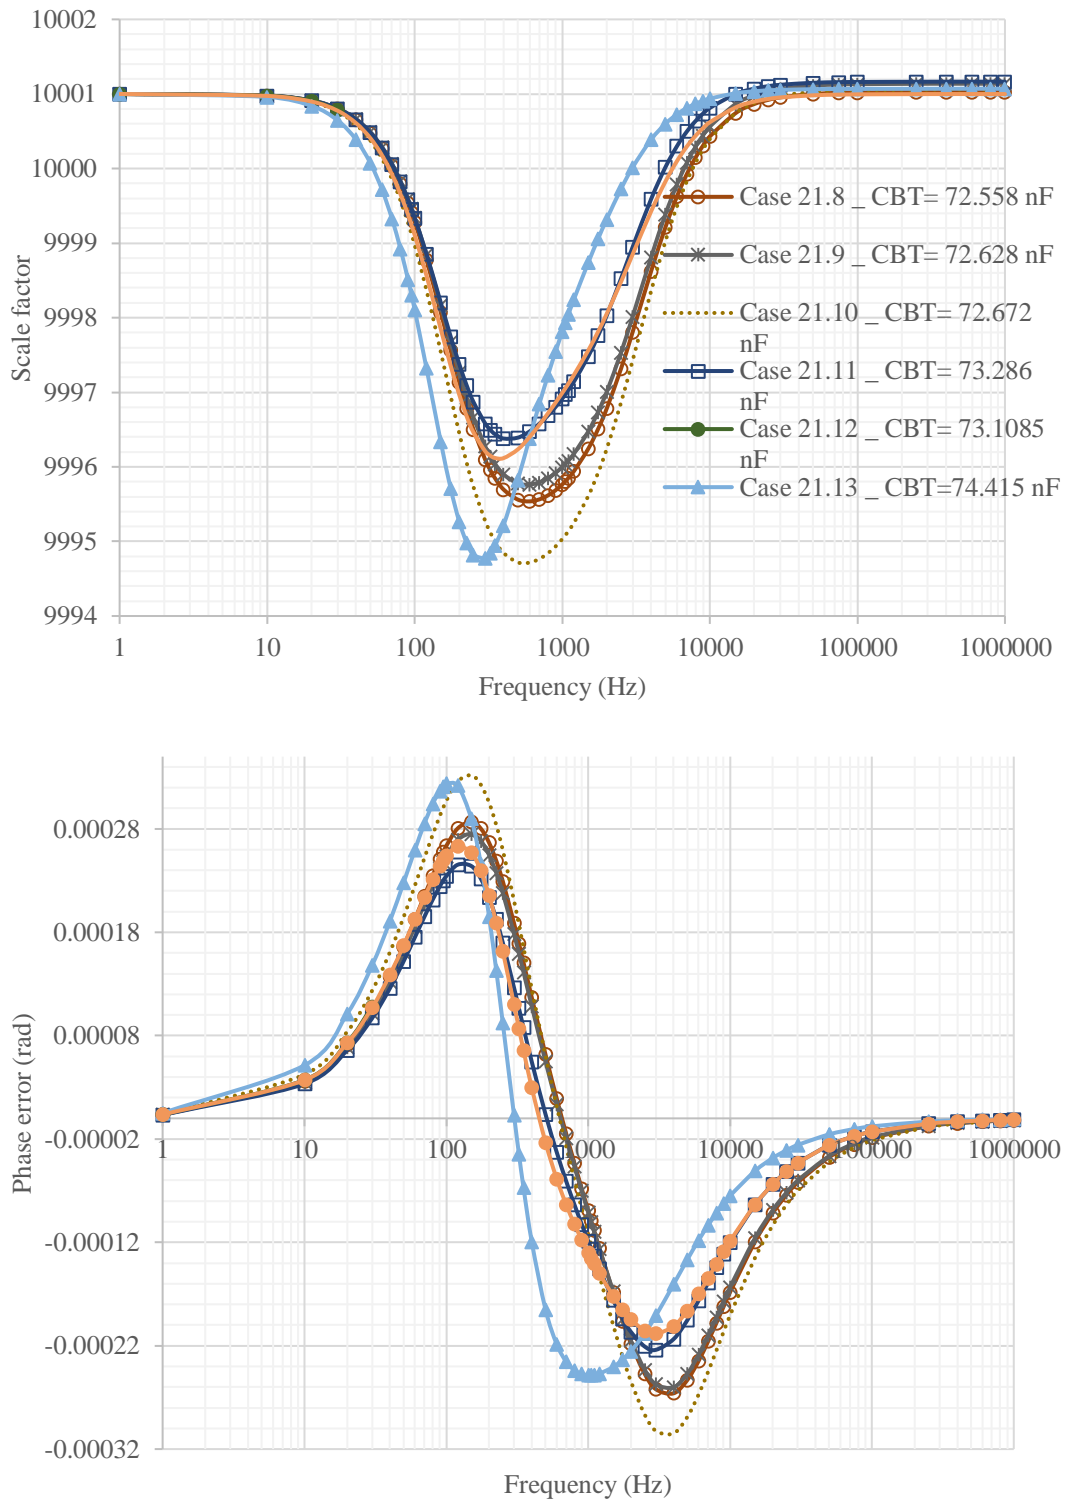 10002
10001
10000
9999
9998
9997
9996
9995
9994
Scale factor
Case 21.8 _ CBT= 72.558 nF
Case 21.9 _ CBT= 72.628 nF
Case 21.10 _ CBT= 72.672
nF
Case 21.11 _ CBT= 73.286
nF
Case 21.12 _ CBT= 73.1085
nF
Case 21.13 _ CBT=74.415 nF
1 10 100 1000 10000 100000 1000000
Frequency (Hz)
0.00028
0.00018
0.00008
-0.00002
-0.00012
-0.00022
-0.00032
Phase error (rad)
1 10 100 1000 10000 100000 1000000
Frequency (Hz)